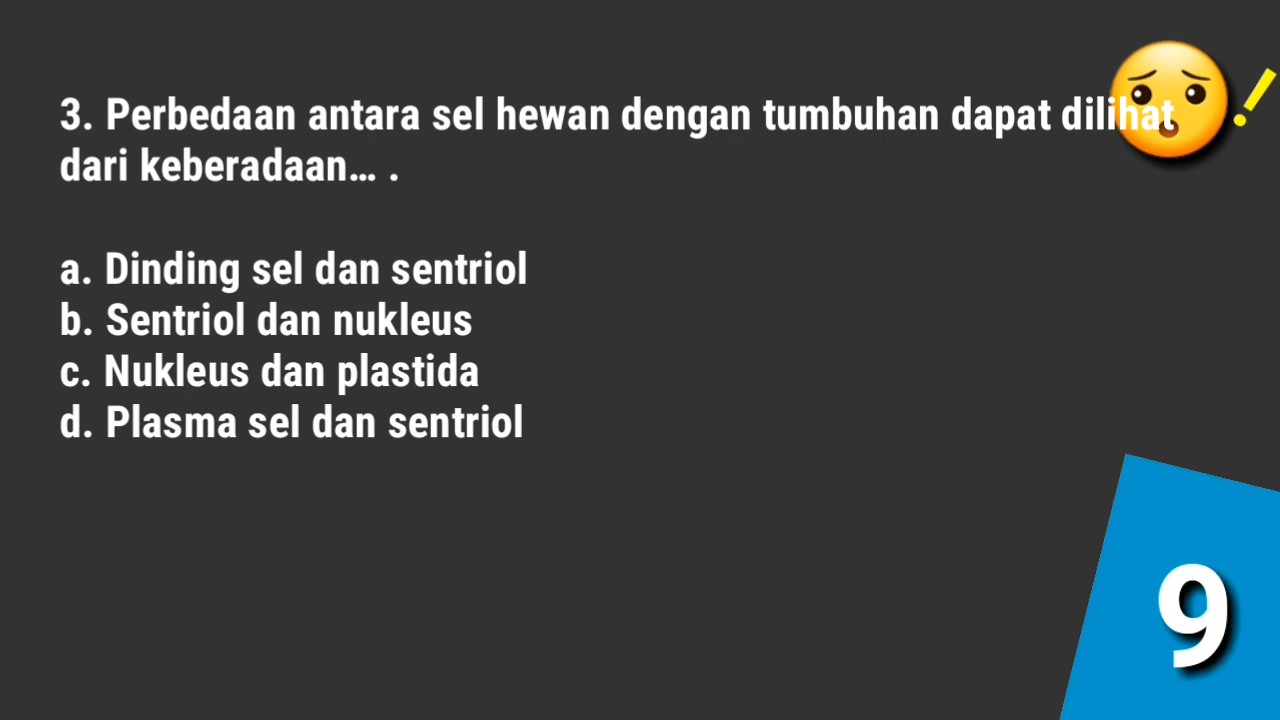 3. Perbedaan antara sel hewan dengan tumbuhan dapat dilihat
dari keberadaan... .
a. Dinding sel dan sentriol
b. Sentriol dan nukleus
c. Nukleus dan plastida
d. Plasma sel dan sentriol
9